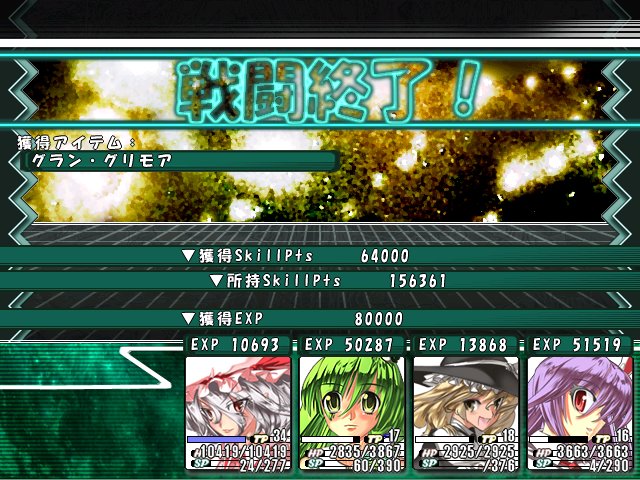 戦闘終了！
獲得アイテム：
グラン・グリモア
▼獲得SkillPts 64000
▼所持SkillPts 156361
▼獲得EXP 80000
EXP 10693 EXP 50287 EXP 13868 EXP 51519
TP 34 TP 17 TP 18 TP 16
10419/10419 HP 2835/3867 HP 2925/2925 HP 3663/3663
24/277 SP 60/390 SP /376 SP 4/290